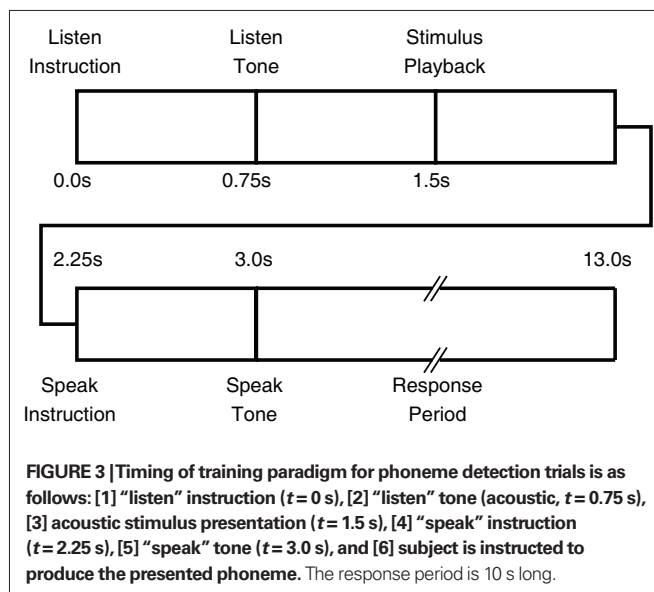 Listen Listen Stimulus
Instruction Tone Playback
0.0s 0.75s 1.5s
2.25s 3.0s 13.0s
Speak Speak Response
Instruction Tone Period
FIGURE 3 | Timing of training paradigm for phoneme detection trials is as
follows: [1] “listen” instruction (t = 0 s), [2] “listen” tone (acoustic, t = 0.75 s),
[3] acoustic stimulus presentation (t = 1.5 s), [4] “speak” instruction
(t = 2.25 s), [5] “speak” tone (t = 3.0 s), and [6] subject is instructed to
produce the presented phoneme. The response period is 10 s long.